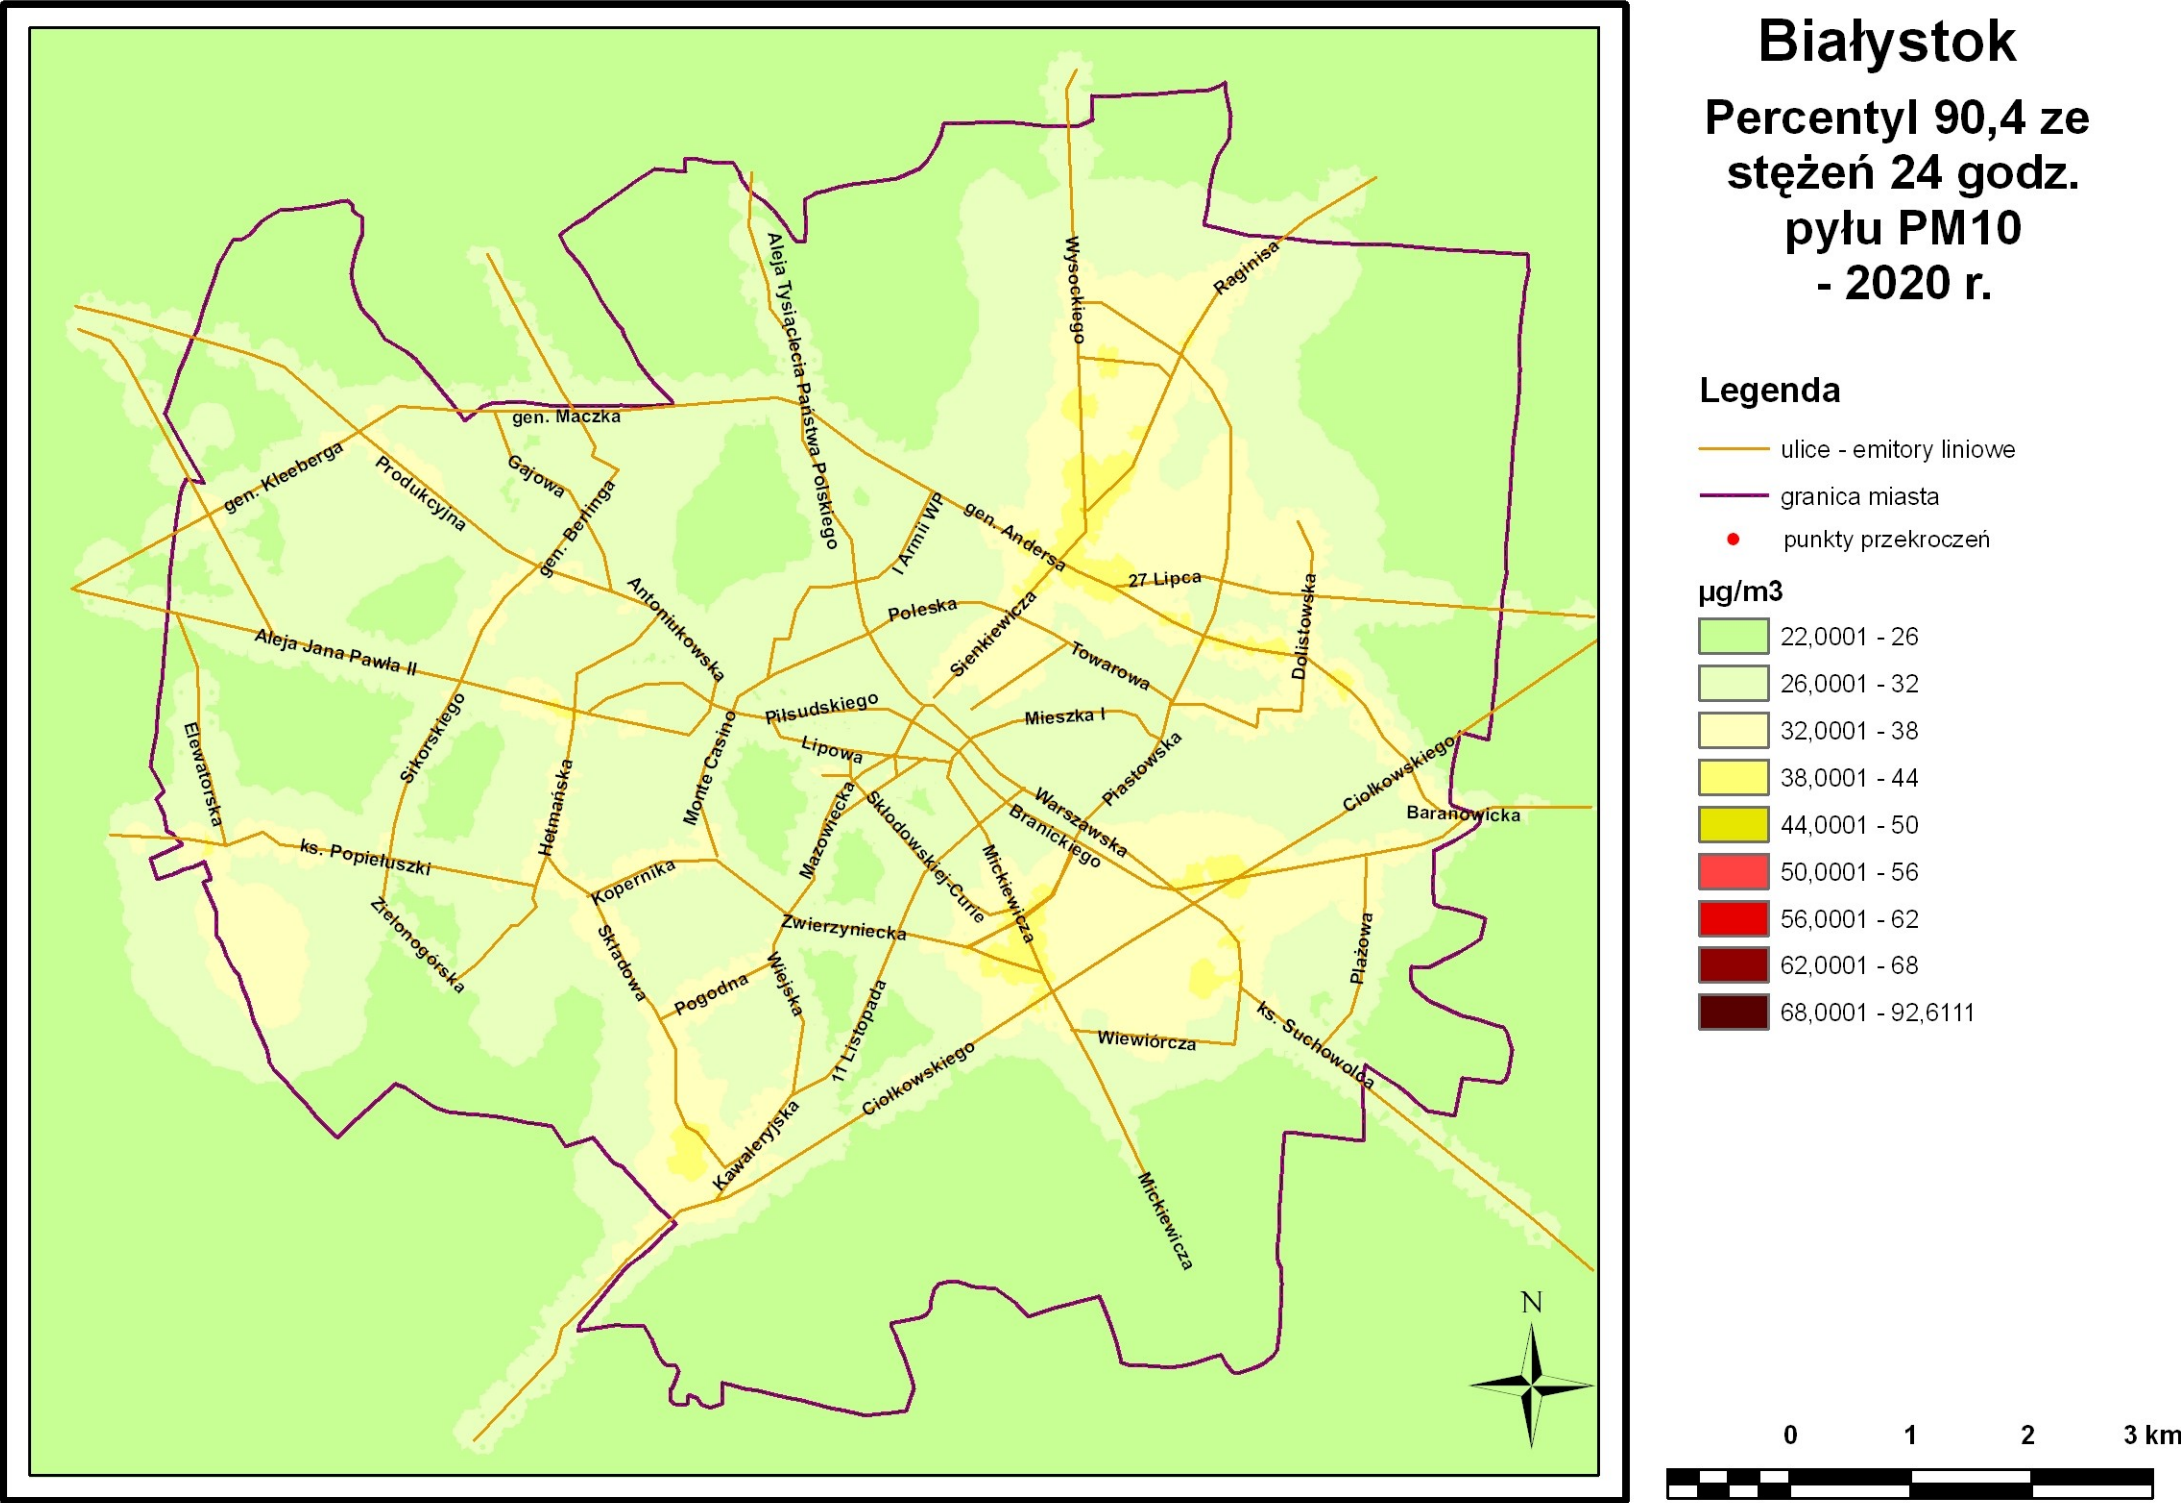 Białystok
Percentyl 90,4 ze
stężeń 24 godz.
pyłu PM10
- 2020 r.
Legenda
ulice - emitory liniowe
granica miasta
punkty przekroczeń
µg/m3
22,0001 - 26
26,0001 - 32
32,0001 - 38
38,0001 - 44
44,0001 - 50
50,0001 - 56
56,0001 - 62
62,0001 - 68
68,0001 - 92,6111
N
0 1 2 3 km
Aleja Tysiąclecia Państwa Polskiego
Wysockiego
Raginisa
gen. Maczka
gen. Kleeberga
Produkcyjna
Gajowa
gen. Berlinga
I Armii WP
gen. Andersa
27 Lipca
Dolistowska
Antoniukowska
Poleska
Sienkiewicza
Towarowa
Aleja Jana Pawła II
Sikorskiego
Elewatorska
Hetmańska
Monte Casino
Piłsudskiego
Lipowa
Mieszka I
Piastowska
Ciołkowskiego
Baranowicka
Warszawska
Branickiego
Mazowiecka
Skłodowskiej-Curie
Mickiewicza
ks. Popiełuszki
Kopernika
Zielonogórska
Składowa
Zwierzyniecka
Wiejska
Pogodna
11 Listopada
Plażowa
Wiewiórcza
ks. Suchowolca
Ciołkowskiego
Kawaleryjska
Mickiewicza